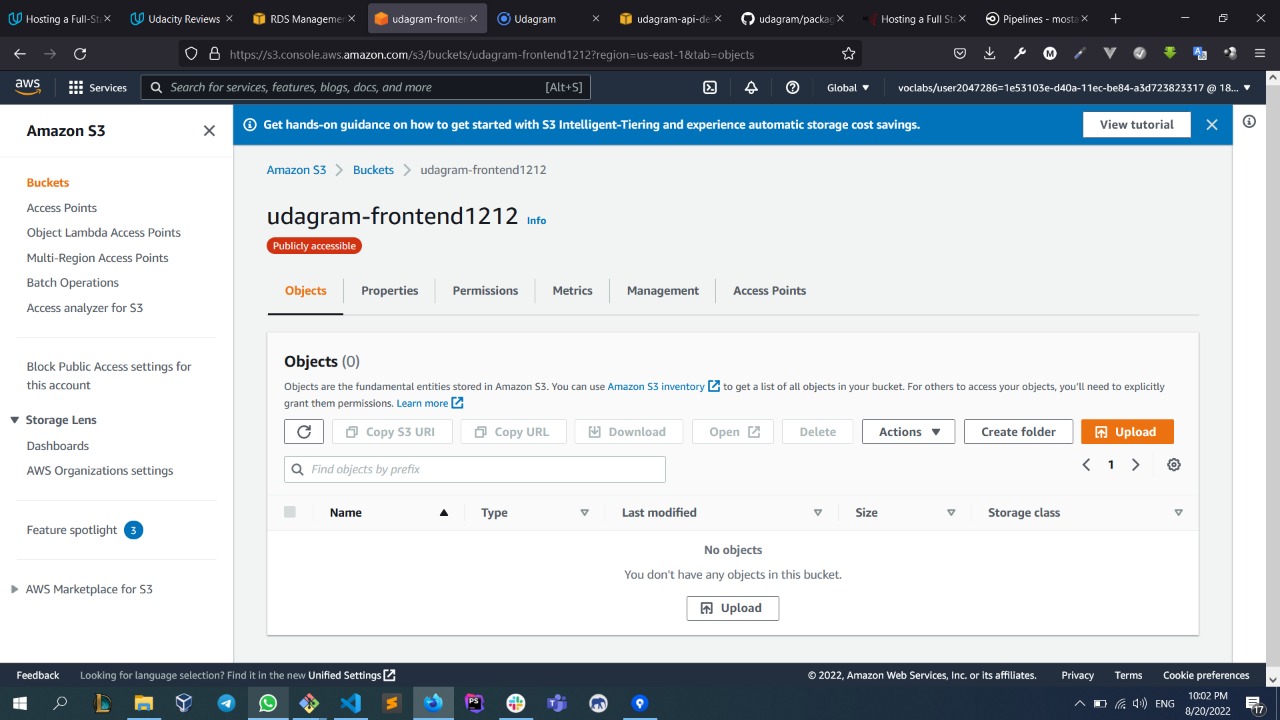 Hosting a Full-Sta
Udacity Reviews
RDS Managemen
udagram-fronten
Udagram
udagram-api-de
udagram/packag
Hosting a Full Sta
Pipelines - mosta
https://s3.console.aws.amazon.com/s3/buckets/udagram-frontend1212?region=us-east-1&tab=objects
aws
Services
Search for services, features, blogs, docs, and more
[Alt+S]
Global
voclabs/user2047286=1e53103e-d40a-11ec-be84-a3d723823317 @ 18...
Amazon S3
Buckets
Access Points
Object Lambda Access Points
Multi-Region Access Points
Batch Operations
Access analyzer for S3
Block Public Access settings for
this account
Storage Lens
Dashboards
AWS Organizations settings
Feature spotlight 3
AWS Marketplace for S3
Get hands-on guidance on how to get started with S3 Intelligent-Tiering and experience automatic storage cost savings.
View tutorial
Amazon S3 > Buckets > udagram-frontend1212
udagram-frontend1212 Info
Publicly accessible
Objects
Properties
Permissions
Metrics
Management
Access Points
Objects (0)
Objects are the fundamental entities stored in Amazon S3. You can use Amazon S3 inventory to get a list of all objects in your bucket. For others to access your objects, you'll need to explicitly
grant them permissions. Learn more
Copy S3 URI
Copy URL
Download
Open
Delete
Actions
Create folder
Upload
Find objects by prefix
1
Name
Type
Last modified
Size
Storage class
No objects
You don't have any objects in this bucket.
Upload
Feedback
Looking for language selection? Find it in the new Unified Settings
© 2022, Amazon Web Services, Inc. or its affiliates.
Privacy
Terms
Cookie preferences
ENG
10:02 PM
8/20/2022
17